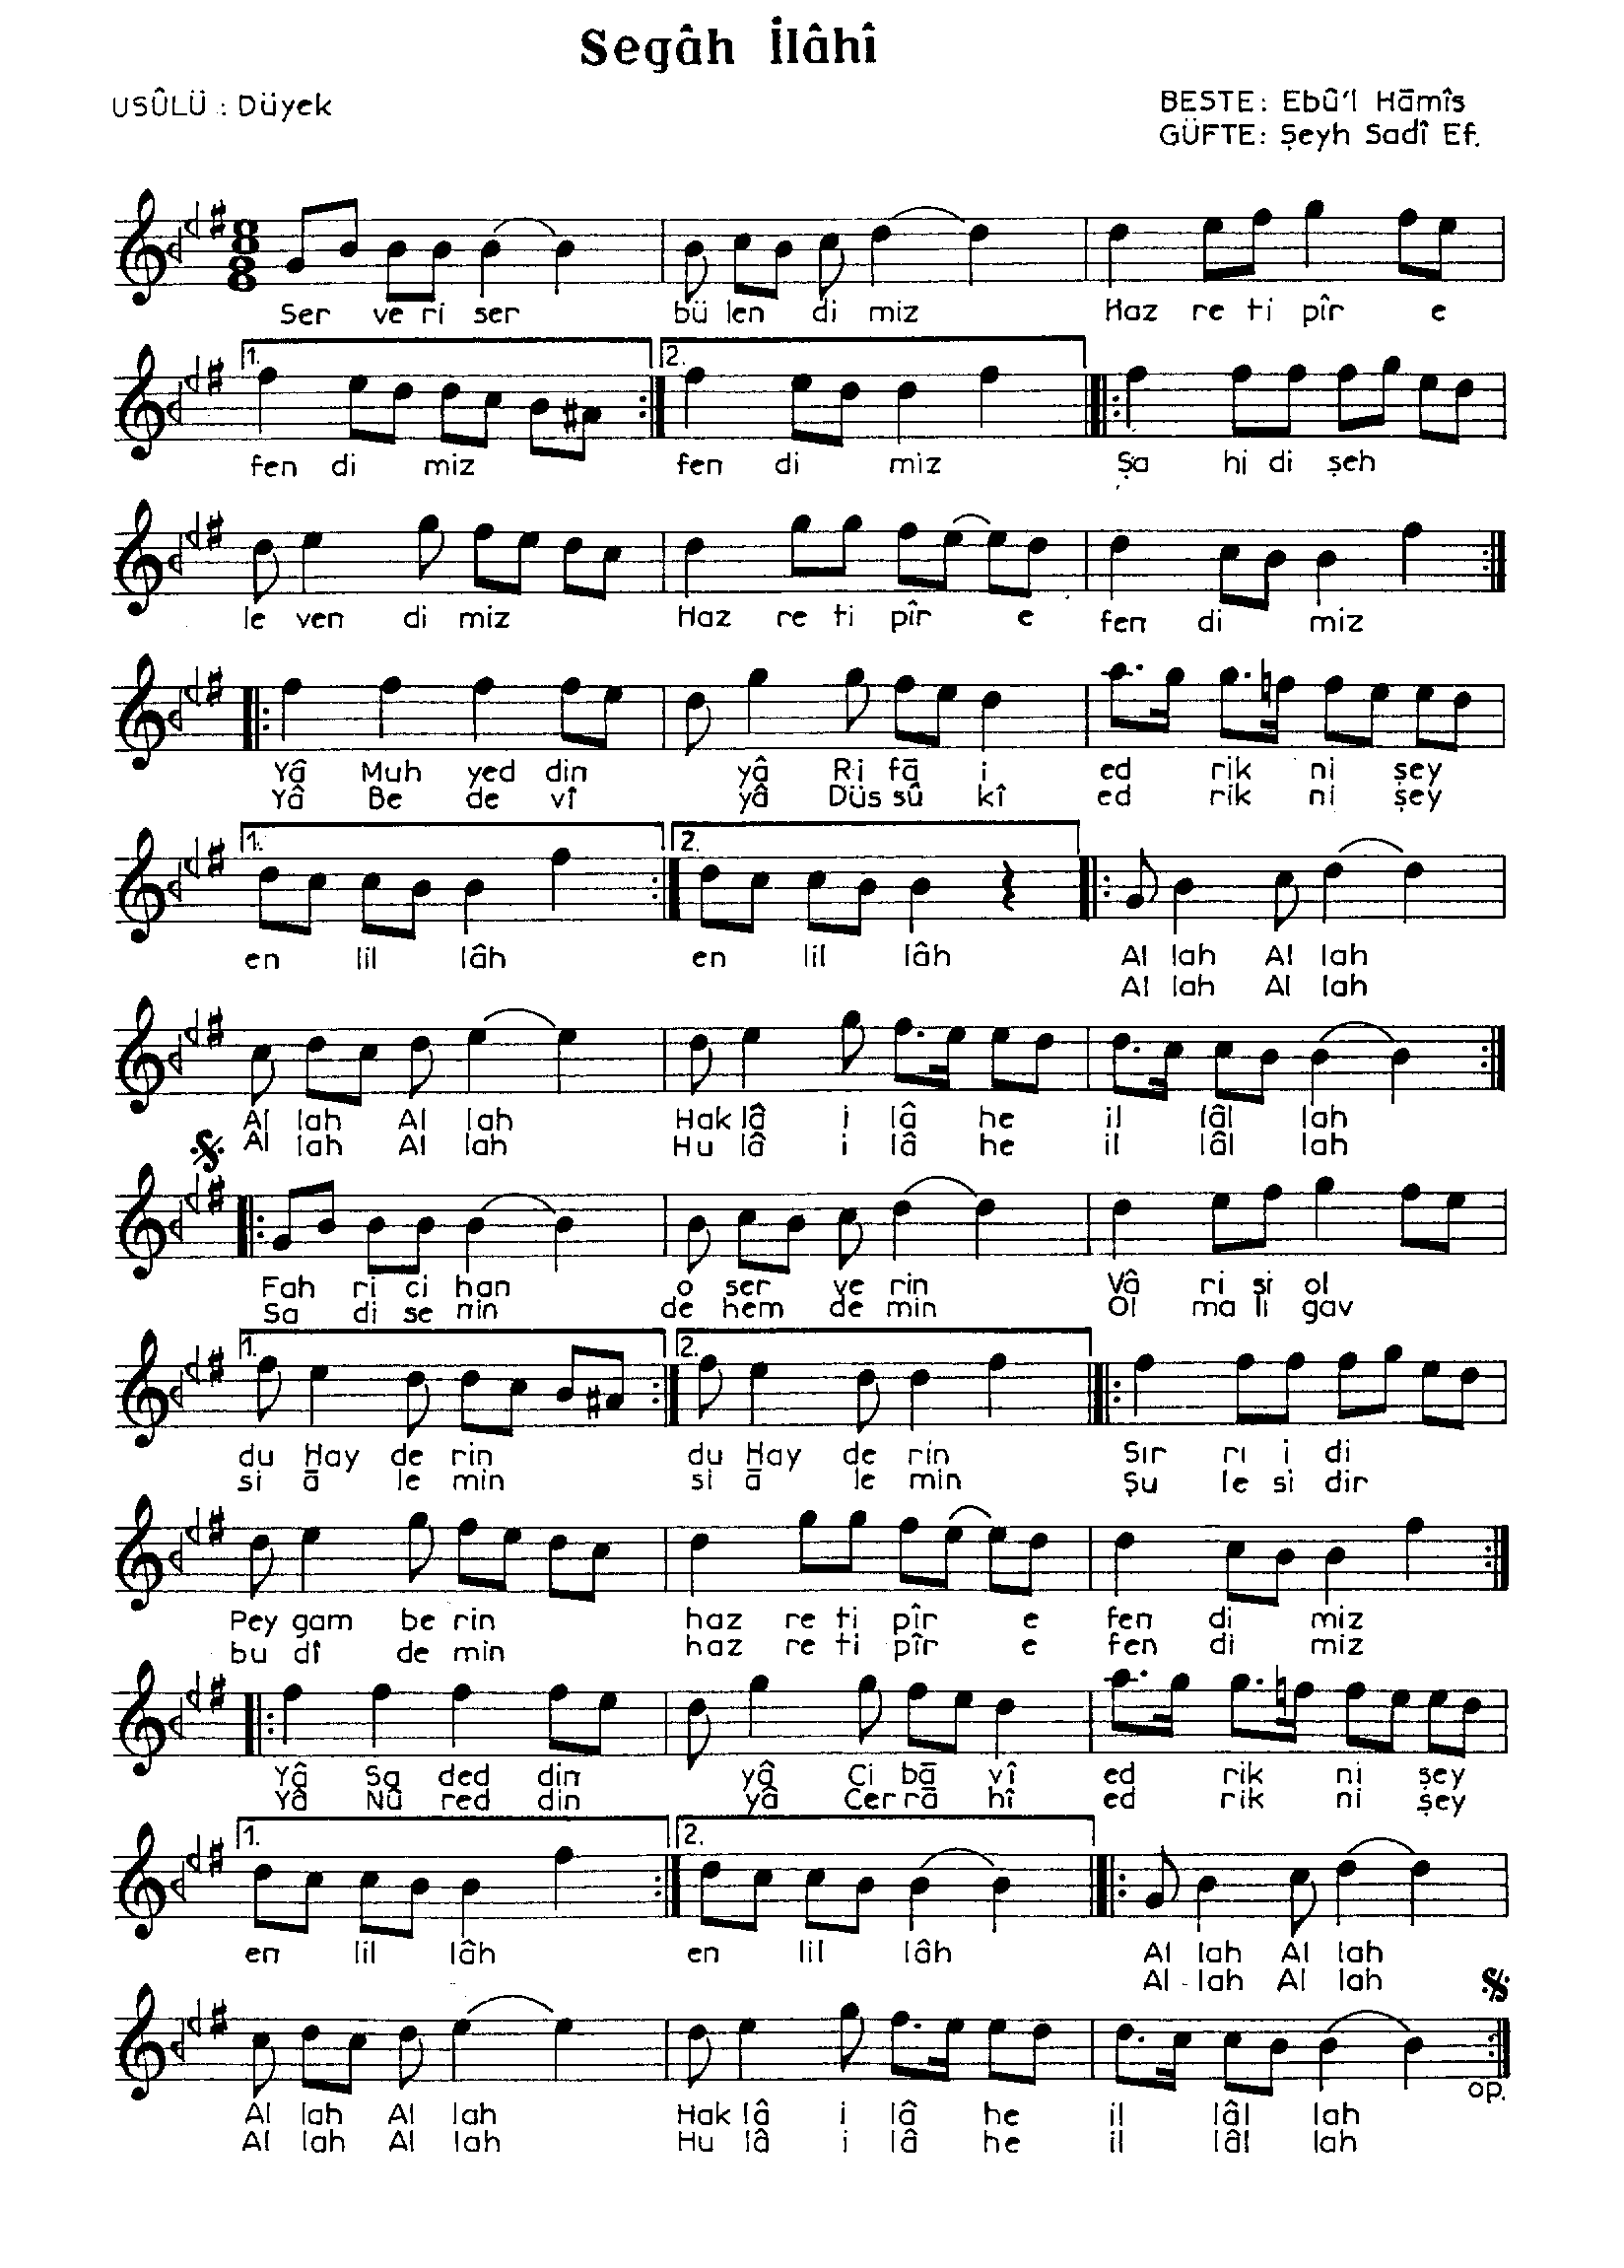 Segâh İlâhî
USÛLÜ : Düyek
BESTE: Ebû'l Hāmîs
GÜFTE: Şeyh Sadî Ef.
8
8
Ser ve ri ser bü len di miz Haz re ti pîr e
1. 2.
fen di miz fen di miz Şa hi di şeh
le ven di miz Haz re ti pîr e fen di miz
Yâ Muh yed din yâ Ri fā i ed rik ni şey
Yâ Be de vî yâ Düs sû kî ed rik ni şey
1. 2.
en lil lâh en lil lâh Al lah Al lah
Al lah Al lah
Al lah Al lah Hak lâ i lâ he il lâl lah
Al lah Al lah Hu lâ i lâ he il lâl lah
Fah ri ci han o ser ve rin Vâ ri si ol
Sa di se nin de hem de min Ol ma li gav
1. 2.
du Hay de rin du Hay de rin Sır rı i di
si ā le min si ā le min Şu le si dir
Pey gam be rin haz re ti pîr e fen di miz
bu dî de min haz re ti pîr e fen di miz
Yâ Sa ded din yâ Ci bā vî ed rik ni şey
Yâ Nû red din yâ Cer rā hî ed rik ni şey
1. 2.
en lil lâh en lil lâh Al lah Al lah
Al - lah Al lah
op.
Al lah Al lah Hak lâ i lâ he il lâl lah
Al lah Al lah Hu lâ i lâ he il lâl lah